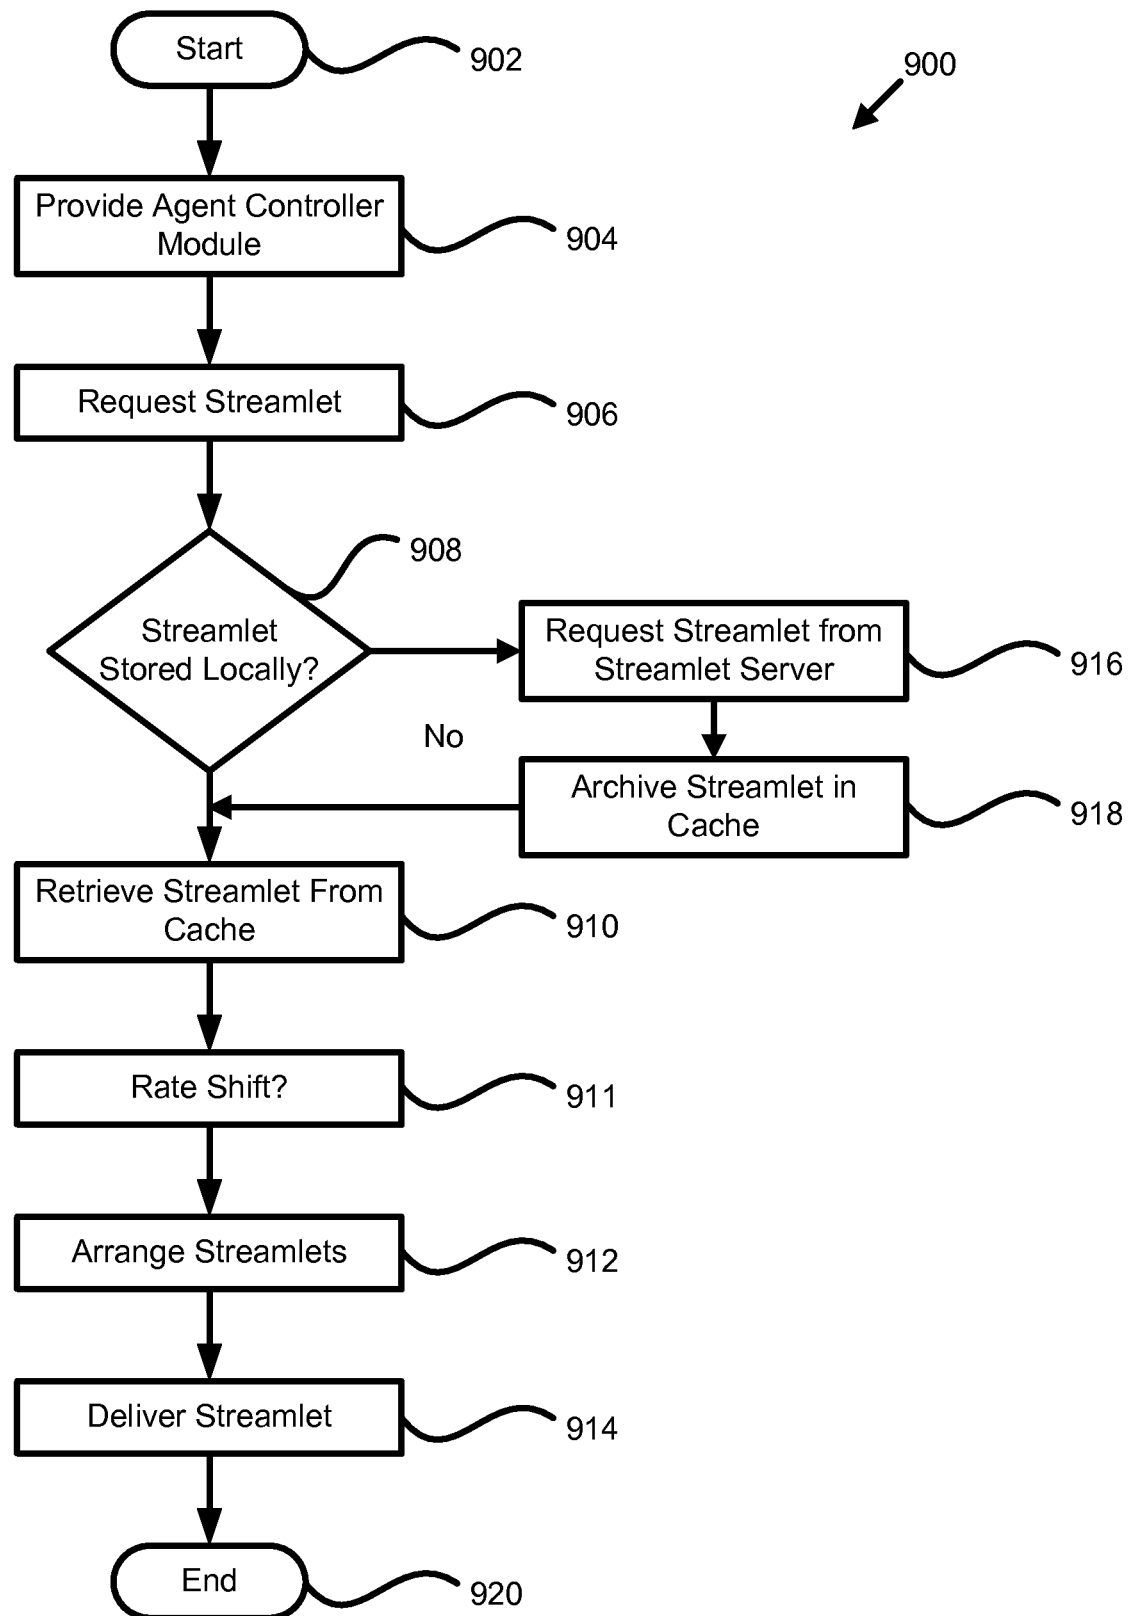 Start
902
900
Provide Agent Controller
Module
904
Request Streamlet
906
908
Streamlet
Stored Locally?
Request Streamlet from
Streamlet Server
916
No
Archive Streamlet in
Cache
918
Retrieve Streamlet From
Cache
910
Rate Shift?
911
Arrange Streamlets
912
Deliver Streamlet
914
End
920